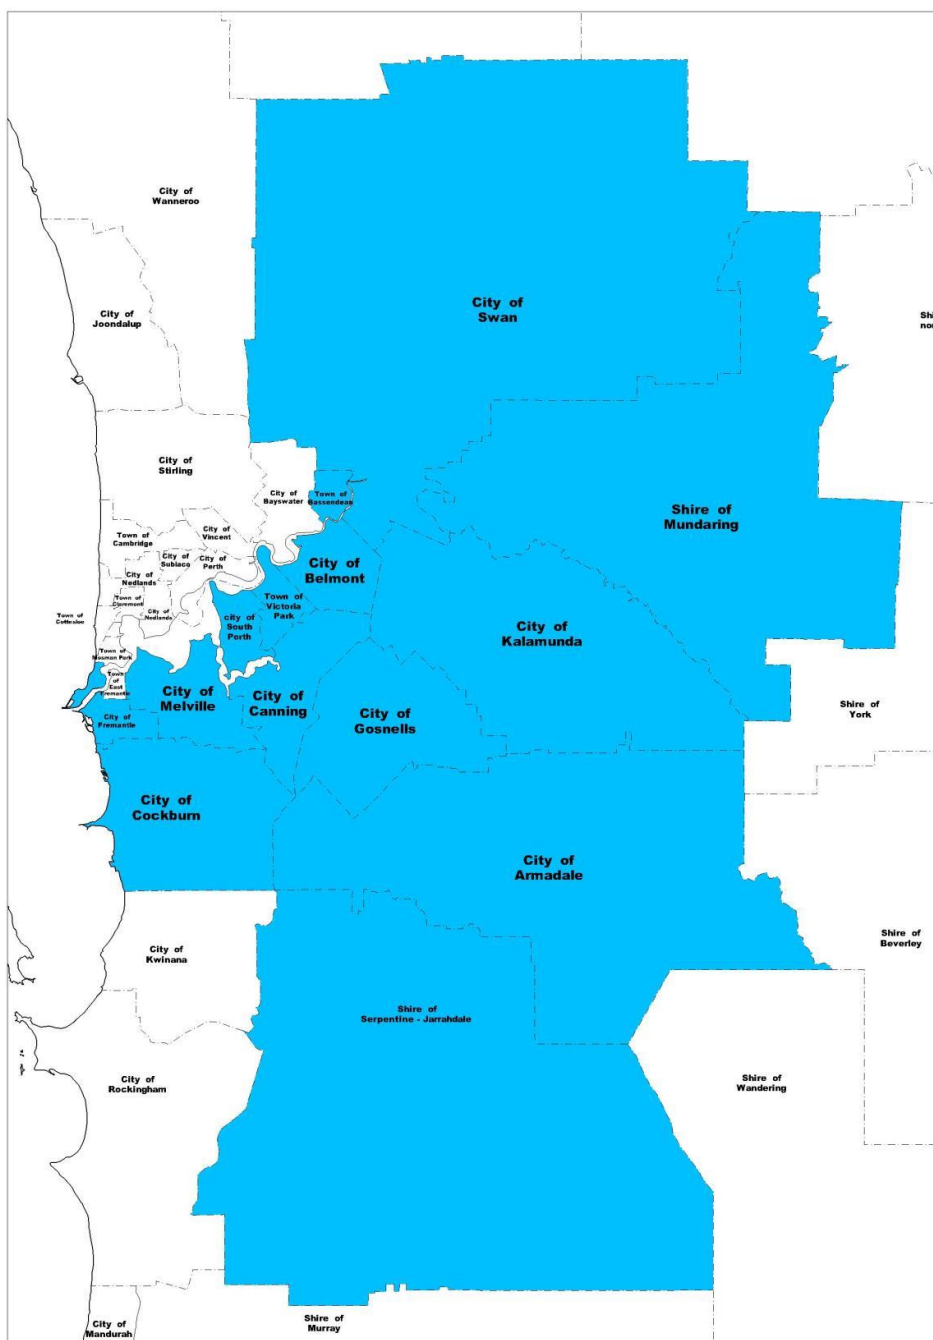 City of
Wanneroo
City of
Swan
City of
Joondalup
Shi
nor
City of
Stirling
City of
Bayswater
Town of
Bassendean
Shire of
Mundaring
City of
Vincent
Town of
Cambridge
City of
Subiaco
City of
Perth
City of
Belmont
City of
Nedlands
Town of
Claremont
City of
Nedlands
Town of
Victoria
Park
Town of
Cottesloe
City of
South
Perth
City of
Kalamunda
Town of
Mosman Park
Town
of
East
Fremantle
City of
Melville
City of
Canning
City of
Gosnells
Shire of
York
City of
Fremantle
City of
Cockburn
City of
Armadale
Shire of
Beverley
City of
Kwinana
Shire of
Serpentine - Jarrahdale
City of
Rockingham
Shire of
Wandering
City of
Mandurah
Shire of
Murray